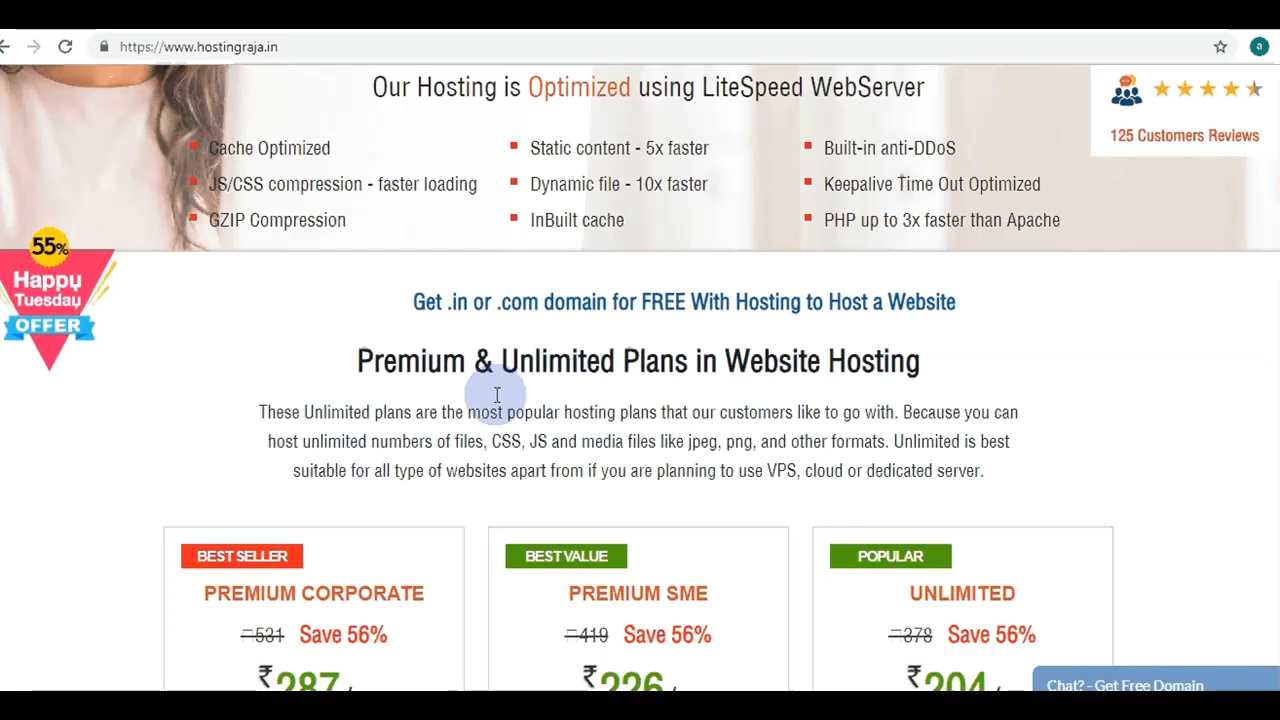 https://www.hostingraja.in
a
Our Hosting is Optimized using LiteSpeed WebServer
125 Customers Reviews
Cache Optimized
Static content - 5x faster
Built-in anti-DDoS
JS/CSS compression - faster loading
Dynamic file - 10x faster
Keepalive Time Out Optimized
GZIP Compression
InBuilt cache
PHP up to 3x faster than Apache
55%
Happy
Tuesday
OFFER
Get .in or .com domain for FREE With Hosting to Host a Website
Premium & Unlimited Plans in Website Hosting
These Unlimited plans are the most popular hosting plans that our customers like to go with. Because you can
host unlimited numbers of files, CSS, JS and media files like jpeg, png, and other formats. Unlimited is best
suitable for all type of websites apart from if you are planning to use VPS, cloud or dedicated server.
BEST SELLER
PREMIUM CORPORATE
₹531 Save 56%
₹287/
BEST VALUE
PREMIUM SME
₹419 Save 56%
₹226/
POPULAR
UNLIMITED
₹378 Save 56%
₹204/
Chat? - Get Free Domain